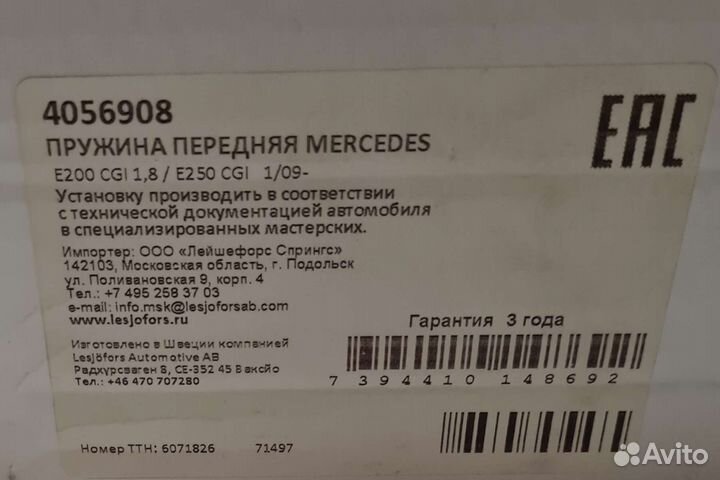 4056908
ПРУЖИНА ПЕРЕДНЯЯ MERCEDES
E200 CGI 1,8 / E250 CGI 1/09-
Установку производить в соответствии
с технической документацией автомобиля
в специализированных мастерских.
Импортер: ООО «Лейшефорс Спрингс»
142103, Московская область, г. Подольск
ул. Поливановская 9, корп. 4
Тел.: +7 495 258 37 03
e-mail: info.msk@lesjoforsab.com
www.lesjofors.ru
Изготовлено в Швеции компанией
Lesjöfors Automotive AB
Радхурсваген 8, СЕ-352 45 Ваксйо
Тел.: +46 470 707280
Номер ТТН: 6071826 71497
EAC
Гарантия 3 года
7 394410 148692
Avito